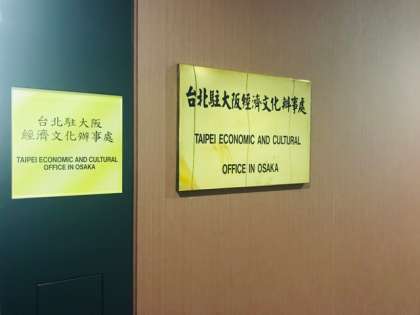 台北駐大阪
經濟文化辦事處
TAIPEI ECONOMIC AND CULTURAL
OFFICE IN OSAKA
台北駐大阪經濟文化辦事處
TAIPEI ECONOMIC AND CULTURAL
OFFICE IN OSAKA